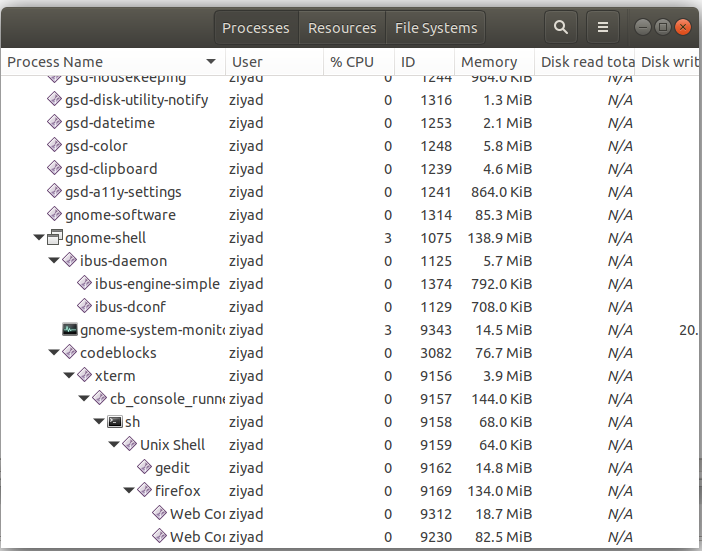 Processes Resources File Systems
Process Name User % CPU ID Memory Disk read tota Disk writ
gsd-housekeeping ziyad 0 1244 964.0 KiB N/A
gsd-disk-utility-notify ziyad 0 1316 1.3 MiB N/A
gsd-datetime ziyad 0 1253 2.1 MiB N/A
gsd-color ziyad 0 1248 5.8 MiB N/A
gsd-clipboard ziyad 0 1239 4.6 MiB N/A
gsd-a11y-settings ziyad 0 1241 864.0 KiB N/A
gnome-software ziyad 0 1314 85.3 MiB N/A
gnome-shell ziyad 3 1075 138.9 MiB N/A
ibus-daemon ziyad 0 1125 5.7 MiB N/A
ibus-engine-simple ziyad 0 1374 792.0 KiB N/A
ibus-dconf ziyad 0 1129 708.0 KiB N/A
gnome-system-monito ziyad 3 9343 14.5 MiB N/A 20.
codeblocks ziyad 0 3082 76.7 MiB N/A
xterm ziyad 0 9156 3.9 MiB N/A
cb_console_runne ziyad 0 9157 144.0 KiB N/A
sh ziyad 0 9158 68.0 KiB N/A
Unix Shell ziyad 0 9159 64.0 KiB N/A
gedit ziyad 0 9162 14.8 MiB N/A
firefox ziyad 0 9169 134.0 MiB N/A
Web Con ziyad 0 9312 18.7 MiB N/A
Web Con ziyad 0 9230 82.5 MiB N/A